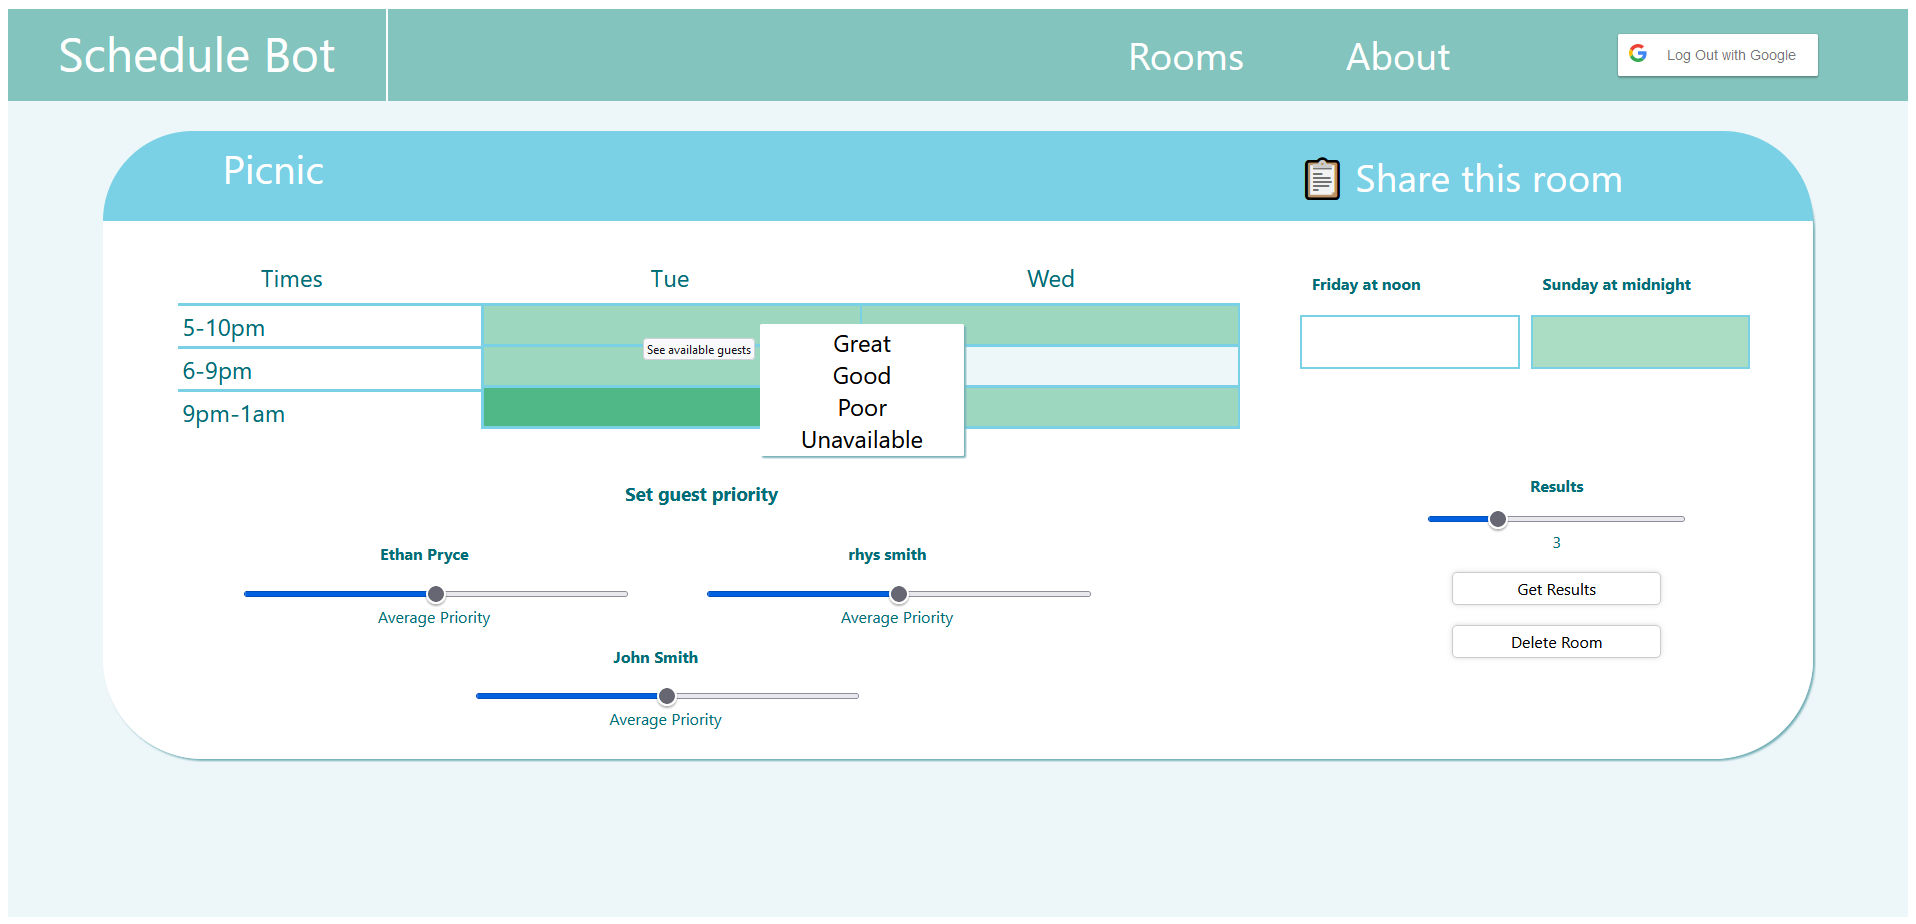 Schedule Bot
Rooms
About
Log Out with Google
Picnic
Share this room
Times
Tue
Wed
5-10pm
6-9pm
9pm-1am
See available guests
Great
Good
Poor
Unavailable
Friday at noon
Sunday at midnight
Set guest priority
Ethan Pryce
Average Priority
rhys smith
Average Priority
John Smith
Average Priority
Results
3
Get Results
Delete Room